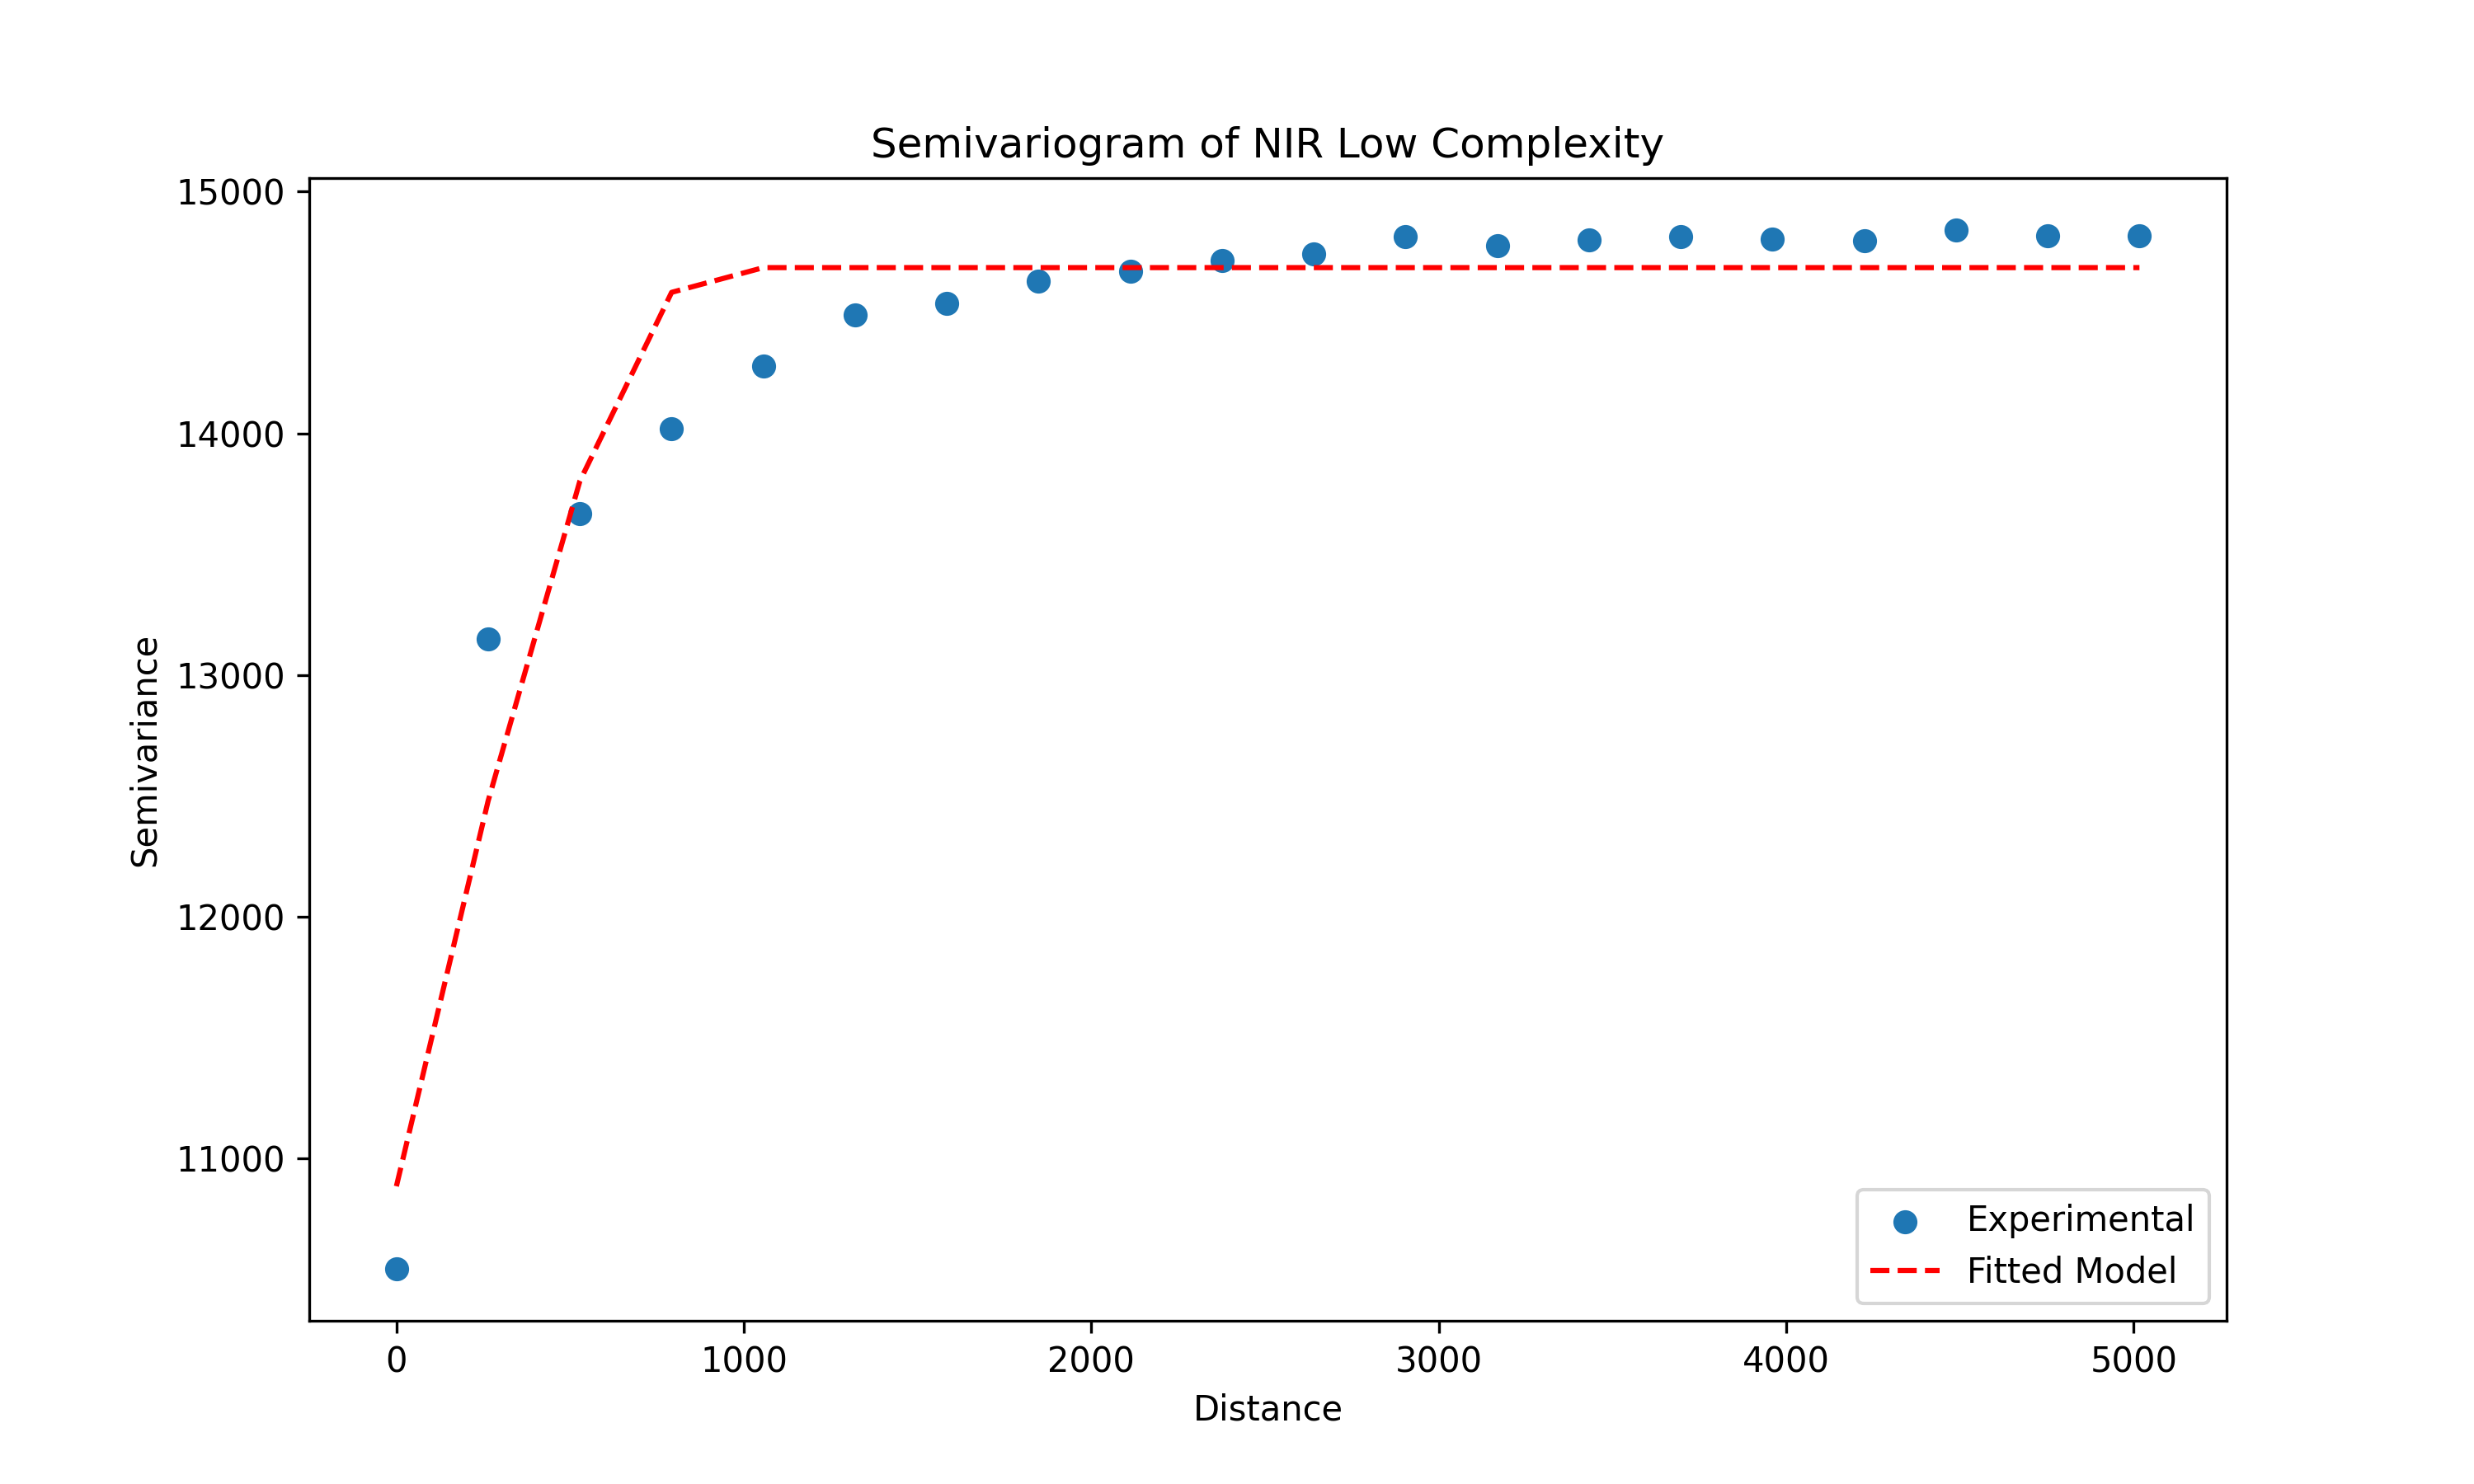 Semivariogram of NIR Low Complexity
15000
14000
13000
12000
11000
Semivariance
0 1000 2000 3000 4000 5000
Distance
Experimental
Fitted Model